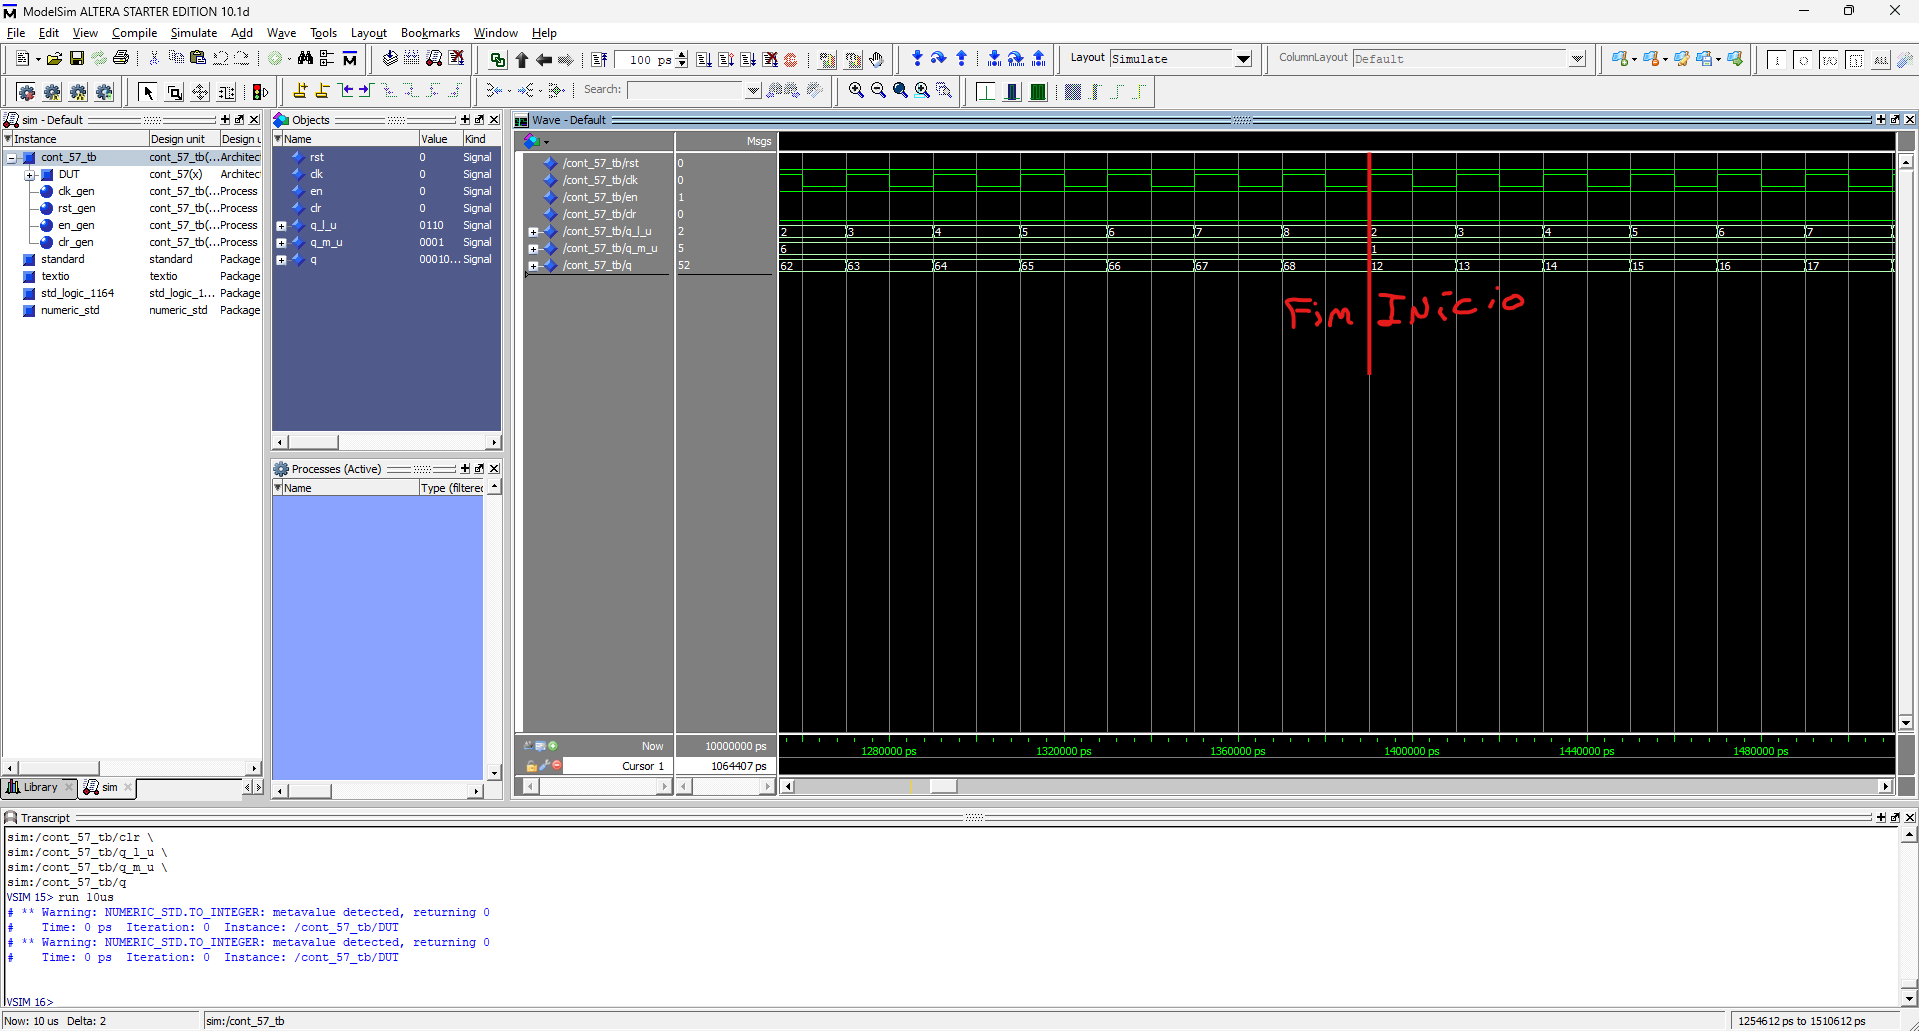 ModelSim ALTERA STARTER EDITION 10.1d
File Edit View Compile Simulate Add Wave Tools Layout Bookmarks Window Help
100 ps
Layout Simulate
ColumnLayout Default
Search:
sim - Default
Instance Design unit Design u
cont_57_tb cont_57_tb(... Architec
DUT cont_57(x) Architec
clk_gen cont_57_tb(... Process
rst_gen cont_57_tb(... Process
en_gen cont_57_tb(... Process
clr_gen cont_57_tb(... Process
standard standard Package
textio textio Package
std_logic_1164 std_logic_1... Package
numeric_std numeric_std Package
Library sim
Objects
Name Value Kind
rst 0 Signal
clk 0 Signal
en 0 Signal
clr 0 Signal
q_l_u 0110 Signal
q_m_u 0001 Signal
q 00010... Signal
Processes (Active)
Name Type (filtered
Wave - Default
Msgs
/cont_57_tb/rst 0
/cont_57_tb/clk 0
/cont_57_tb/en 1
/cont_57_tb/clr 0
/cont_57_tb/q_l_u 2 2 3 4 5 6 7 8 2 3 4 5 6 7
/cont_57_tb/q_m_u 5 6 1
/cont_57_tb/q 52 62 63 64 65 66 67 68 12 13 14 15 16 17
Fim Inicio
Now 10000000 ps 1280000 ps 1320000 ps 1360000 ps 1400000 ps 1440000 ps 1480000 ps
Cursor 1 1064407 ps
Transcript
sim:/cont_57_tb/clr \
sim:/cont_57_tb/q_l_u \
sim:/cont_57_tb/q_m_u \
sim:/cont_57_tb/q
VSIM 15> run 10us
# ** Warning: NUMERIC_STD.TO_INTEGER: metavalue detected, returning 0
# Time: 0 ps Iteration: 0 Instance: /cont_57_tb/DUT
# ** Warning: NUMERIC_STD.TO_INTEGER: metavalue detected, returning 0
# Time: 0 ps Iteration: 0 Instance: /cont_57_tb/DUT
VSIM 16>
Now: 10 us Delta: 2 sim:/cont_57_tb 1254612 ps to 1510612 ps